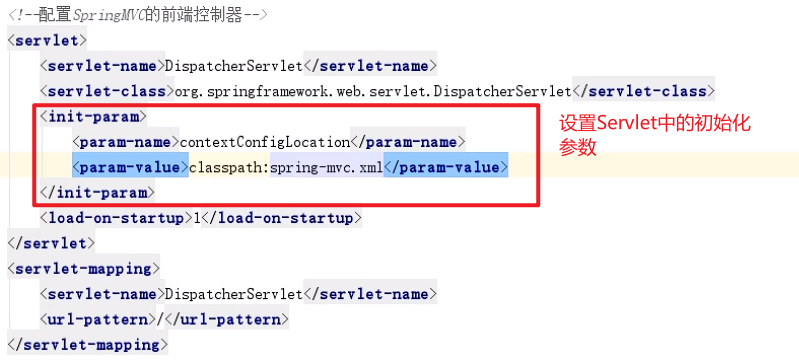 <!--配置SpringMVC的前端控制器-->
<servlet>
<servlet-name>DispatcherServlet</servlet-name>
<servlet-class>org.springframework.web.servlet.DispatcherServlet</servlet-class>
<init-param>
<param-name>contextConfigLocation</param-name>
<param-value>classpath:spring-mvc.xml</param-value>
</init-param>
<load-on-startup>1</load-on-startup>
</servlet>
<servlet-mapping>
<servlet-name>DispatcherServlet</servlet-name>
<url-pattern>/</url-pattern>
</servlet-mapping>
设置Servlet中的初始化
参数